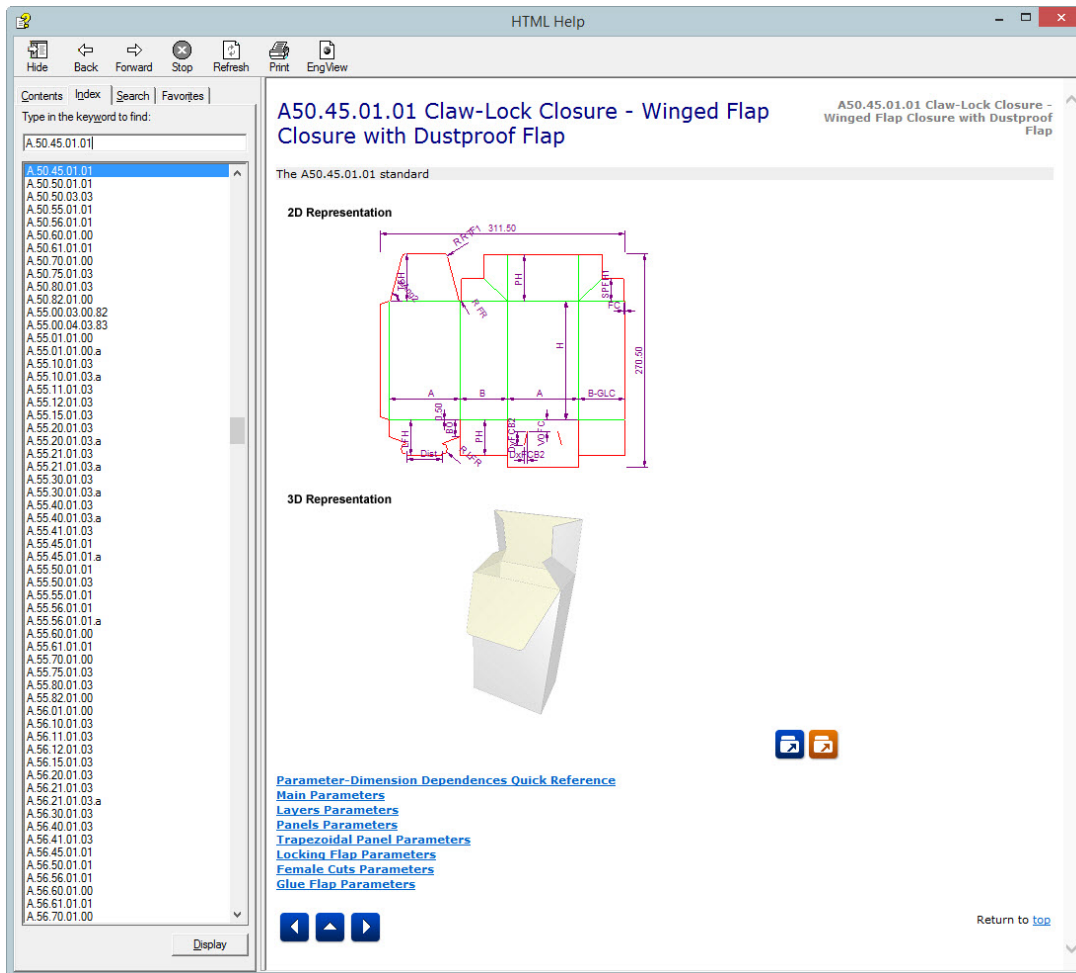 HTML Help
Hide Back Forward Stop Refresh Print EngView
Contents Index Search Favorites
Type in the keyword to find:
A.50.45.01.01
A.50.45.01.01
A.50.50.01.01
A.50.50.03.03
A.50.55.01.01
A.50.56.01.01
A.50.60.01.00
A.50.61.01.01
A.50.70.01.00
A.50.75.01.03
A.50.80.01.03
A.50.82.01.00
A.55.00.03.00.82
A.55.00.04.03.83
A.55.01.01.00
A.55.01.01.00.a
A.55.10.01.03
A.55.10.01.03.a
A.55.11.01.03
A.55.12.01.03
A.55.15.01.03
A.55.20.01.03
A.55.20.01.03.a
A.55.21.01.03
A.55.21.01.03.a
A.55.30.01.03
A.55.30.01.03.a
A.55.40.01.03
A.55.40.01.03.a
A.55.41.01.03
A.55.45.01.01
A.55.45.01.01.a
A.55.50.01.01
A.55.50.01.03
A.55.55.01.01
A.55.56.01.01
A.55.56.01.01.a
A.55.60.01.00
A.55.61.01.01
A.55.70.01.00
A.55.75.01.03
A.55.80.01.03
A.55.82.01.00
A.56.01.01.00
A.56.10.01.03
A.56.11.01.03
A.56.12.01.03
A.56.15.01.03
A.56.20.01.03
A.56.21.01.03
A.56.21.01.03.a
A.56.30.01.03
A.56.40.01.03
A.56.41.01.03
A.56.45.01.01
A.56.50.01.01
A.56.56.01.01
A.56.60.01.00
A.56.61.01.01
A.56.70.01.00
Display
A50.45.01.01 Claw-Lock Closure - Winged Flap
Closure with Dustproof Flap
A50.45.01.01 Claw-Lock Closure -
Winged Flap Closure with Dustproof
Flap
The A50.45.01.01 standard
2D Representation
311.50
PH
SPFH1
R FR
H
270.50
A B A B-GLC
0.50
LFH
PH
DxFCB2
VOFC
Dist
R LFR
DxFCB2
3D Representation
Parameter-Dimension Dependences Quick Reference
Main Parameters
Layers Parameters
Panels Parameters
Trapezoidal Panel Parameters
Locking Flap Parameters
Female Cuts Parameters
Glue Flap Parameters
Return to top